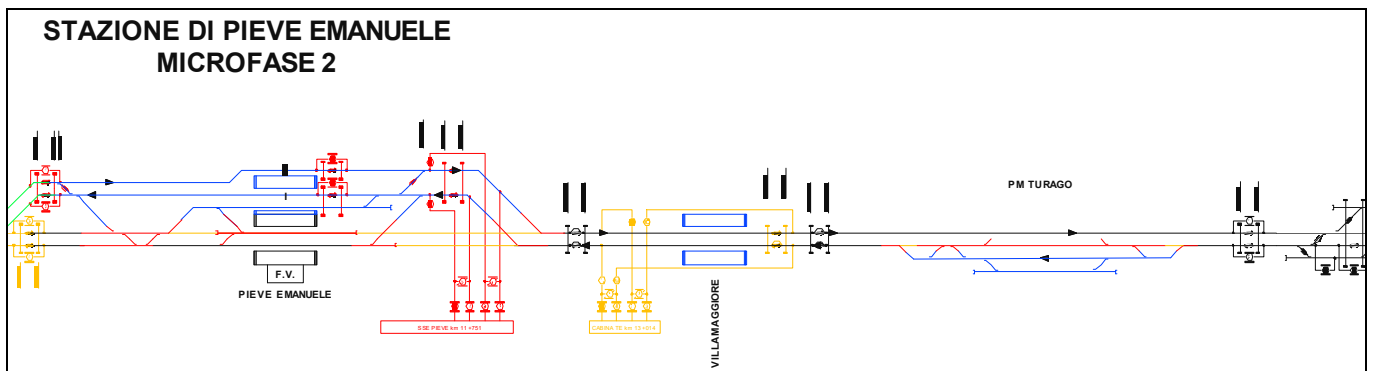 STAZIONE DI PIEVE EMANUELE
MICROFASE 2
PM TURAGO
F.V.
PIEVE EMANUELE
SSE PIEVE km 11 +751
CABINA TE km 13 +014
VILLAMAGGIORE